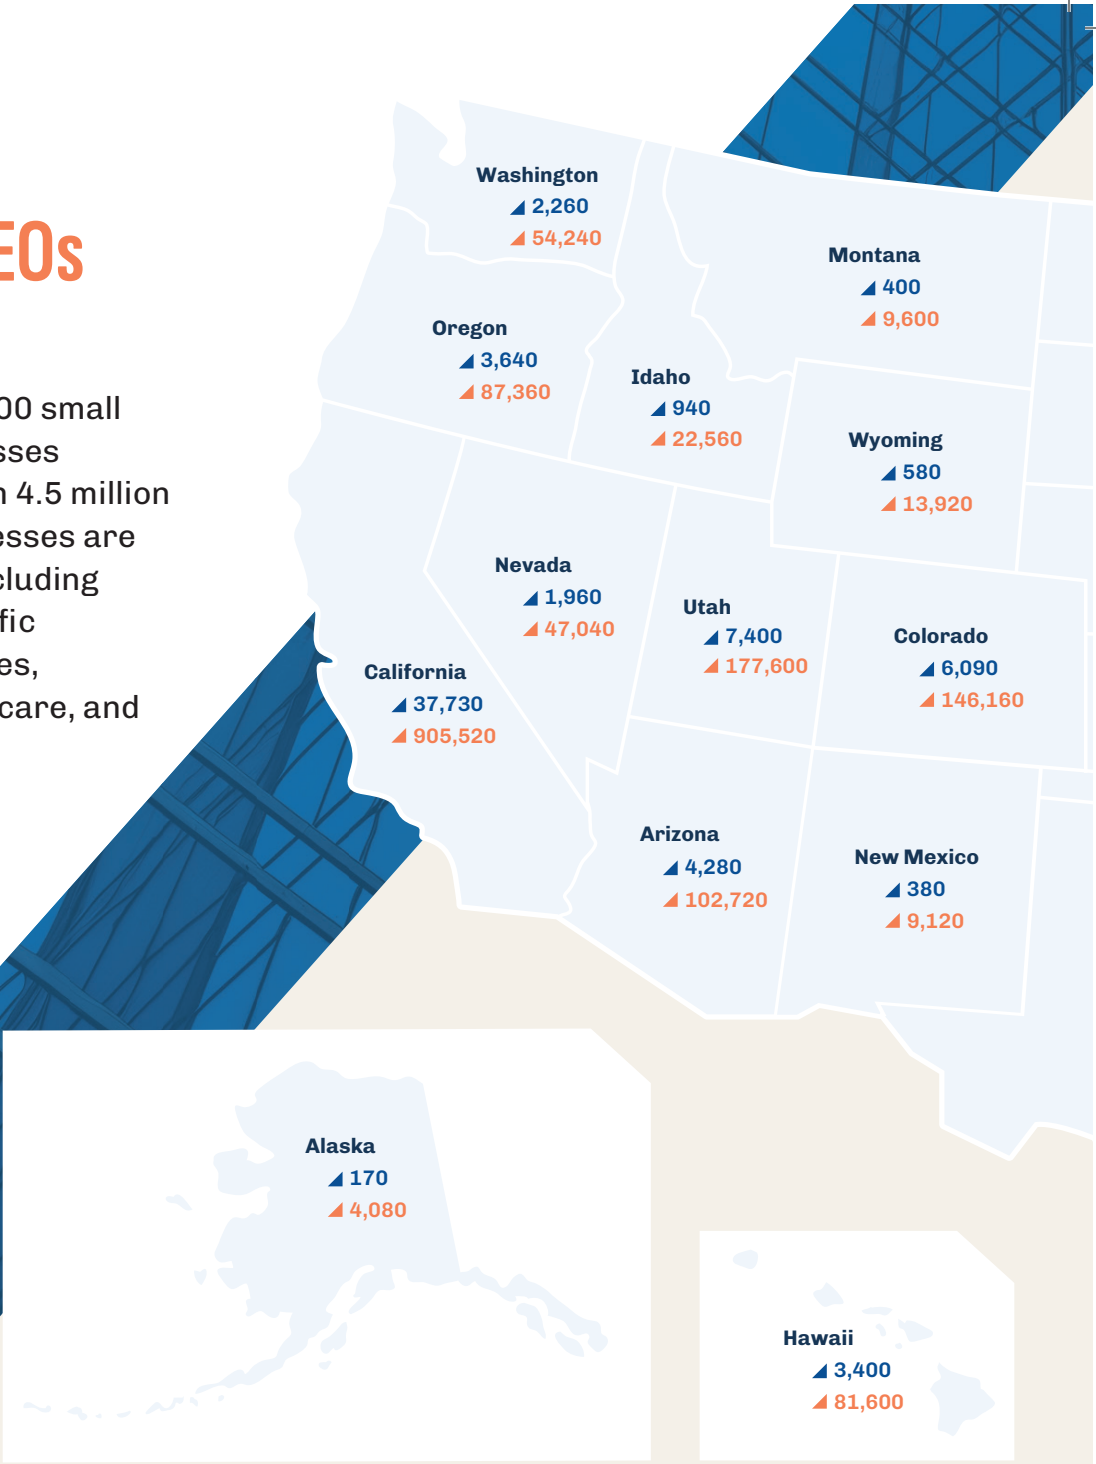 EOs
00 small
sses
n 4.5 million
esses are
cluding
fic
es,
care, and
Washington
2,260
54,240
Montana
400
9,600
Oregon
3,640
87,360
Idaho
940
22,560
Wyoming
580
13,920
Nevada
1,960
47,040
Utah
7,400
177,600
Colorado
6,090
146,160
California
37,730
905,520
Arizona
4,280
102,720
New Mexico
380
9,120
Alaska
170
4,080
Hawaii
3,400
81,600